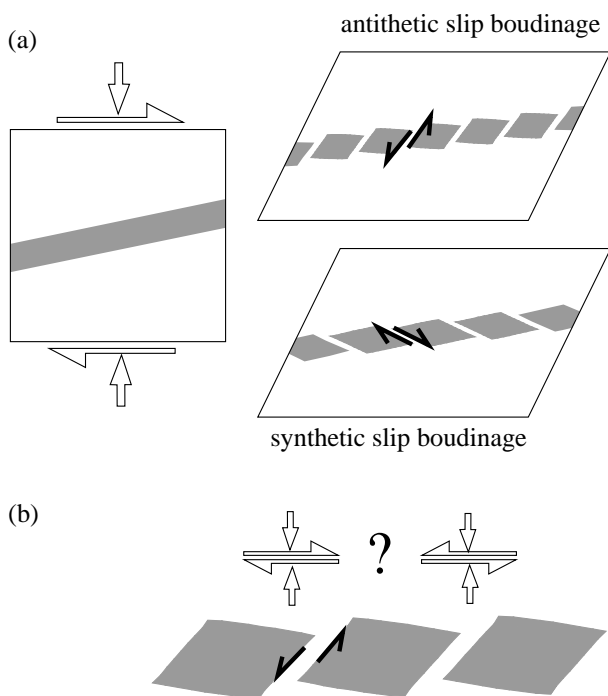 (a)
antithetic slip boudinage
synthetic slip boudinage
(b)
?